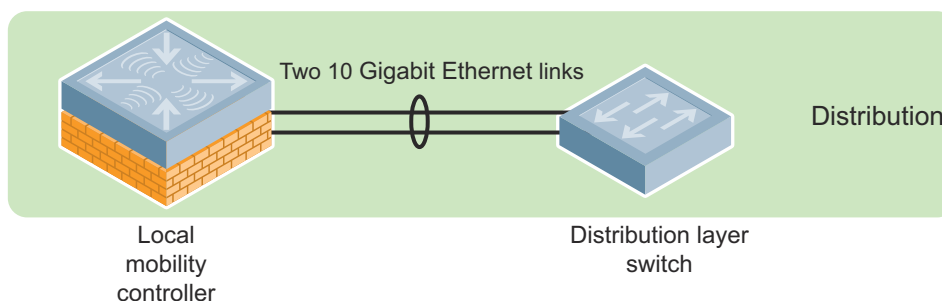 Two 10 Gigabit Ethernet links
Distribution
Local
mobility
controller
Distribution layer
switch